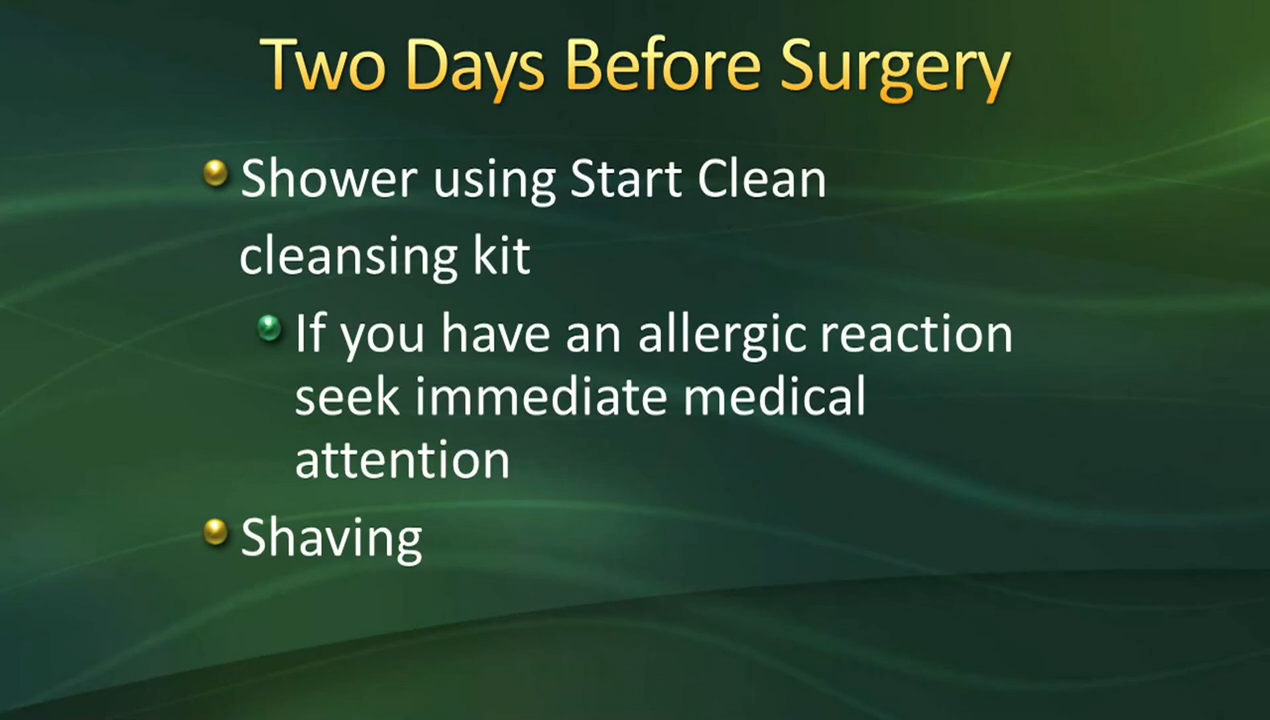 Two Days Before Surgery
Shower using Start Clean
cleansing kit
If you have an allergic reaction
seek immediate medical
attention
Shaving